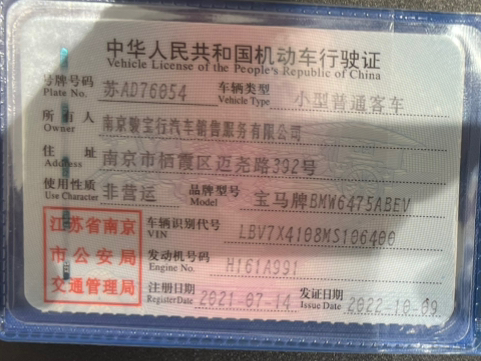 中华人民共和国机动车行驶证
Vehicle License of the People's Republic of China
号牌号码 苏AD76054 车辆类型 小型普通客车
Plate No. Vehicle Type
所有人 南京骏宝行汽车销售服务有限公司
Owner
住址 南京市栖霞区迈尧路392号
Address
使用性质 非营运 品牌型号 宝马牌BMW6475ABEV
Use Character Model
江苏省南京
市公安局
交通管理局
车辆识别代号 LBV7X4108MS106400
VIN
发动机号码 H161A991
Engine No.
注册日期 2021-07-14 发证日期 2022-10-09
Register Date Issue Date